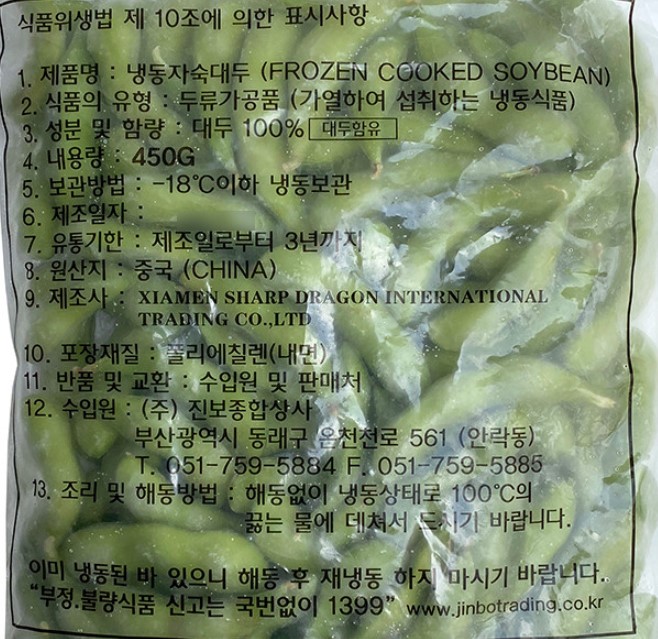 식품위생법 제 10조에 의한 표시사항
1. 제품명 : 냉동자숙대두 (FROZEN COOKED SOYBEAN)
2. 식품의 유형 : 두류가공품 (가열하여 섭취하는 냉동식품)
3. 성분 및 함량 : 대두 100% 대두함유
4. 내용량 : 450G
5. 보관방법 : -18℃이하 냉동보관
6. 제조일자 :
7. 유통기한 : 제조일로부터 3년까지
8. 원산지 : 중국 (CHINA)
9. 제조사 : XIAMEN SHARP DRAGON INTERNATIONAL
TRADING CO.,LTD
10. 포장재질 : 폴리에칠렌(내면)
11. 반품 및 교환 : 수입원 및 판매처
12. 수입원 : (주) 진보종합상사
부산광역시 동래구 온천천로 561 (안락동)
T. 051-759-5884 F. 051-759-5885
13. 조리 및 해동방법 : 해동없이 냉동상태로 100℃의
끓는 물에 데쳐서 드시기 바랍니다.
이미 냉동된 바 있으니 해동 후 재냉동 하지 마시기 바랍니다.
"부정.불량식품 신고는 국번없이 1399" www.jinbotrading.co.kr